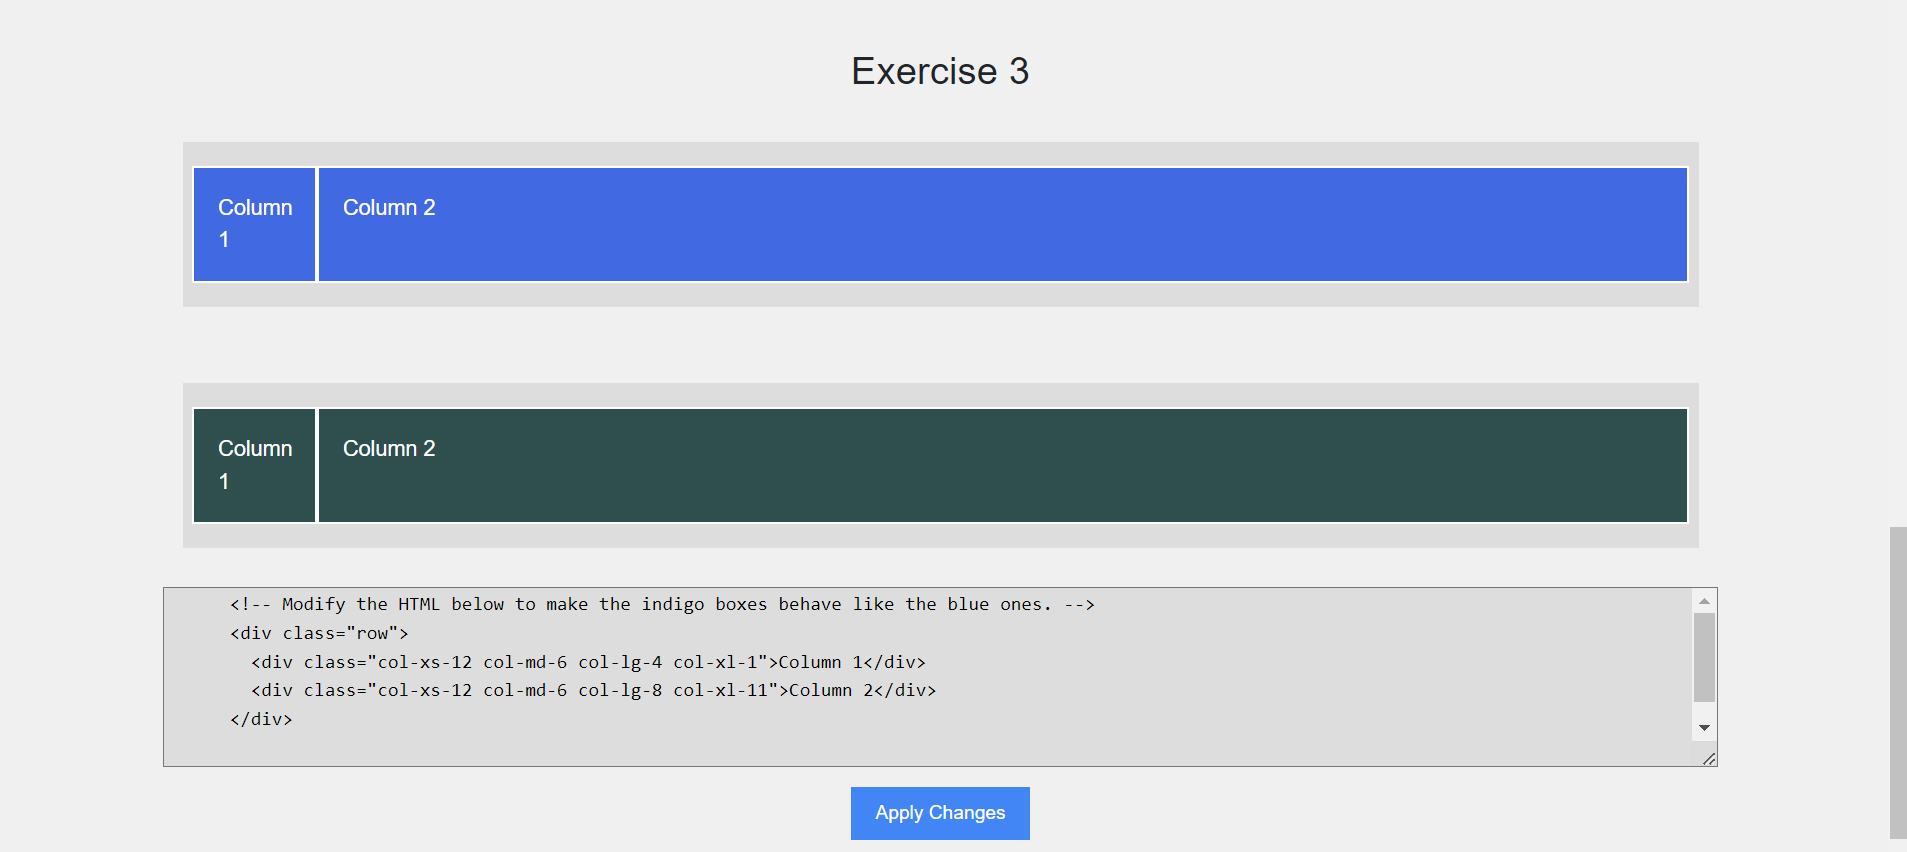 Exercise 3
Column
1
Column 2
Column
1
Column 2
<!-- Modify the HTML below to make the indigo boxes behave like the blue ones. -->
<div class="row">
<div class="col-xs-12 col-md-6 col-lg-4 col-xl-1">Column 1</div>
<div class="col-xs-12 col-md-6 col-lg-8 col-xl-11">Column 2</div>
</div>
Apply Changes